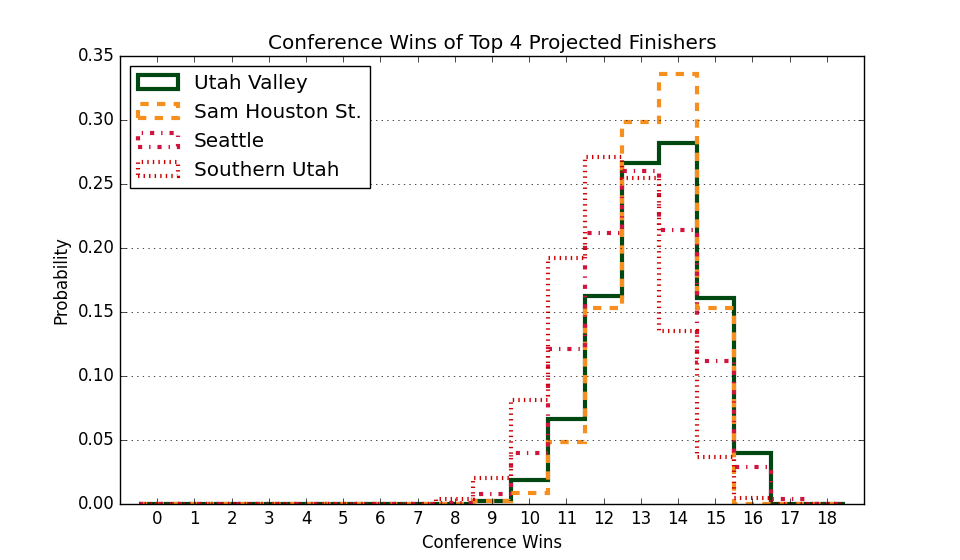 Conference Wins of Top 4 Projected Finishers
Utah Valley
Sam Houston St.
Seattle
Southern Utah
0.35
0.30
0.25
0.20
0.15
0.10
0.05
0.00
Probability
0 1 2 3 4 5 6 7 8 9 10 11 12 13 14 15 16 17 18
Conference Wins